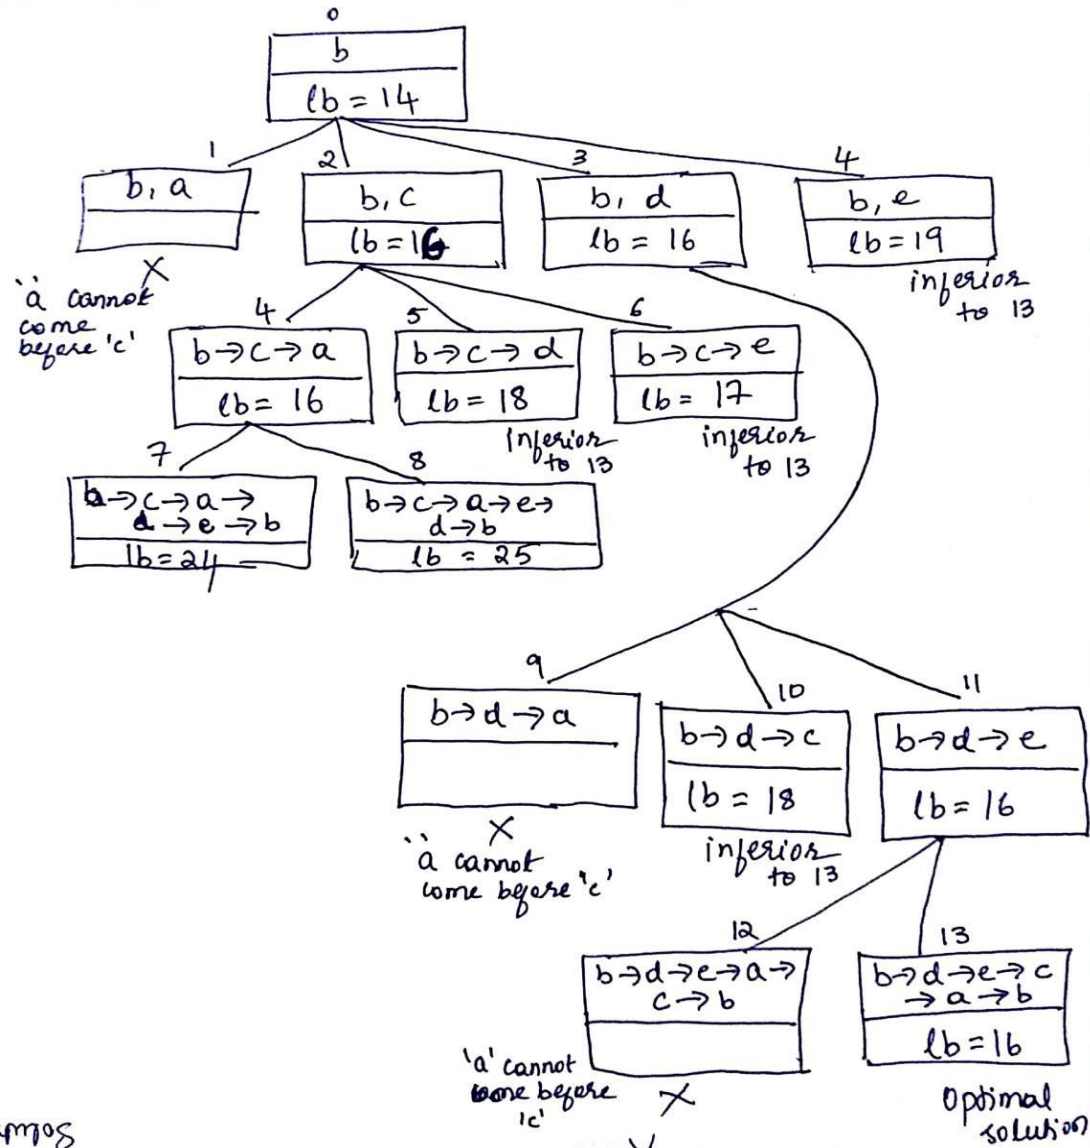 0
b
lb = 14
1
b, a
X
"a cannot
come
before 'c'
2
b, c
lb = 16
3
b, d
lb = 16
4
b, e
lb = 19
inferior
to 13
4
b→c→a
lb = 16
5
b→c→d
lb = 18
inferior
to 13
6
b→c→e
lb = 17
inferior
to 13
7
b→c→a→
d→e→b
lb = 24
8
b→c→a→e→
d→b
lb = 25
9
b→d→a
X
"a cannot
come before 'c'
10
b→d→c
lb = 18
inferior
to 13
11
b→d→e
lb = 16
12
b→d→e→a→
c→b
'a' cannot
come before
'c'
X
13
b→d→e→c
→a→b
lb = 16
Optimal
solution